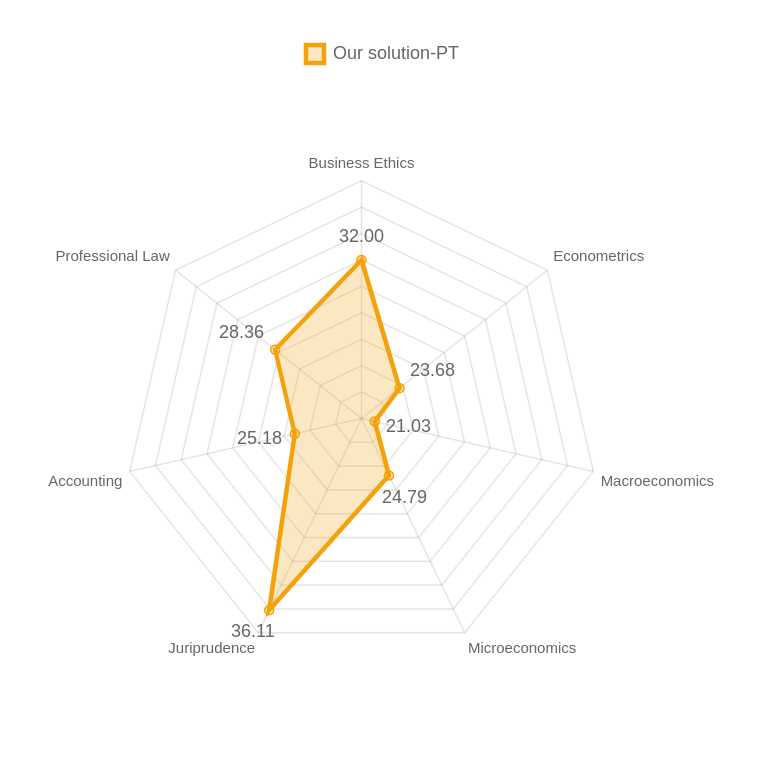 Our solution-PT
Business Ethics
32.00
Professional Law
Econometrics
28.36
23.68
25.18
21.03
Accounting
Macroeconomics
24.79
36.11
Juriprudence
Microeconomics